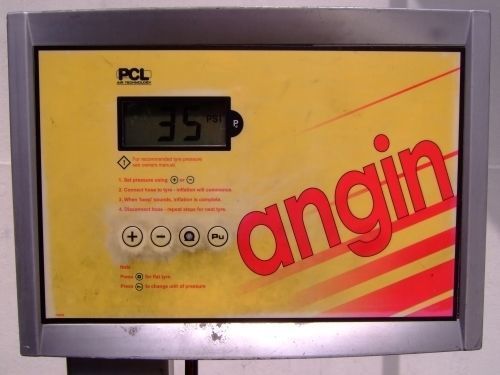 PCL
AIR TECHNOLOGY
35 PSI
For recommended tyre pressure
see owners manual.
1. Set pressure using + or −
2. Connect hose to tyre - inflation will commence.
3. When 'beep' sounds, inflation is complete.
4. Disconnect hose - repeat steps for next tyre.
angin
+ − Pu
Note :
Press for flat tyre
Press to change unit of pressure